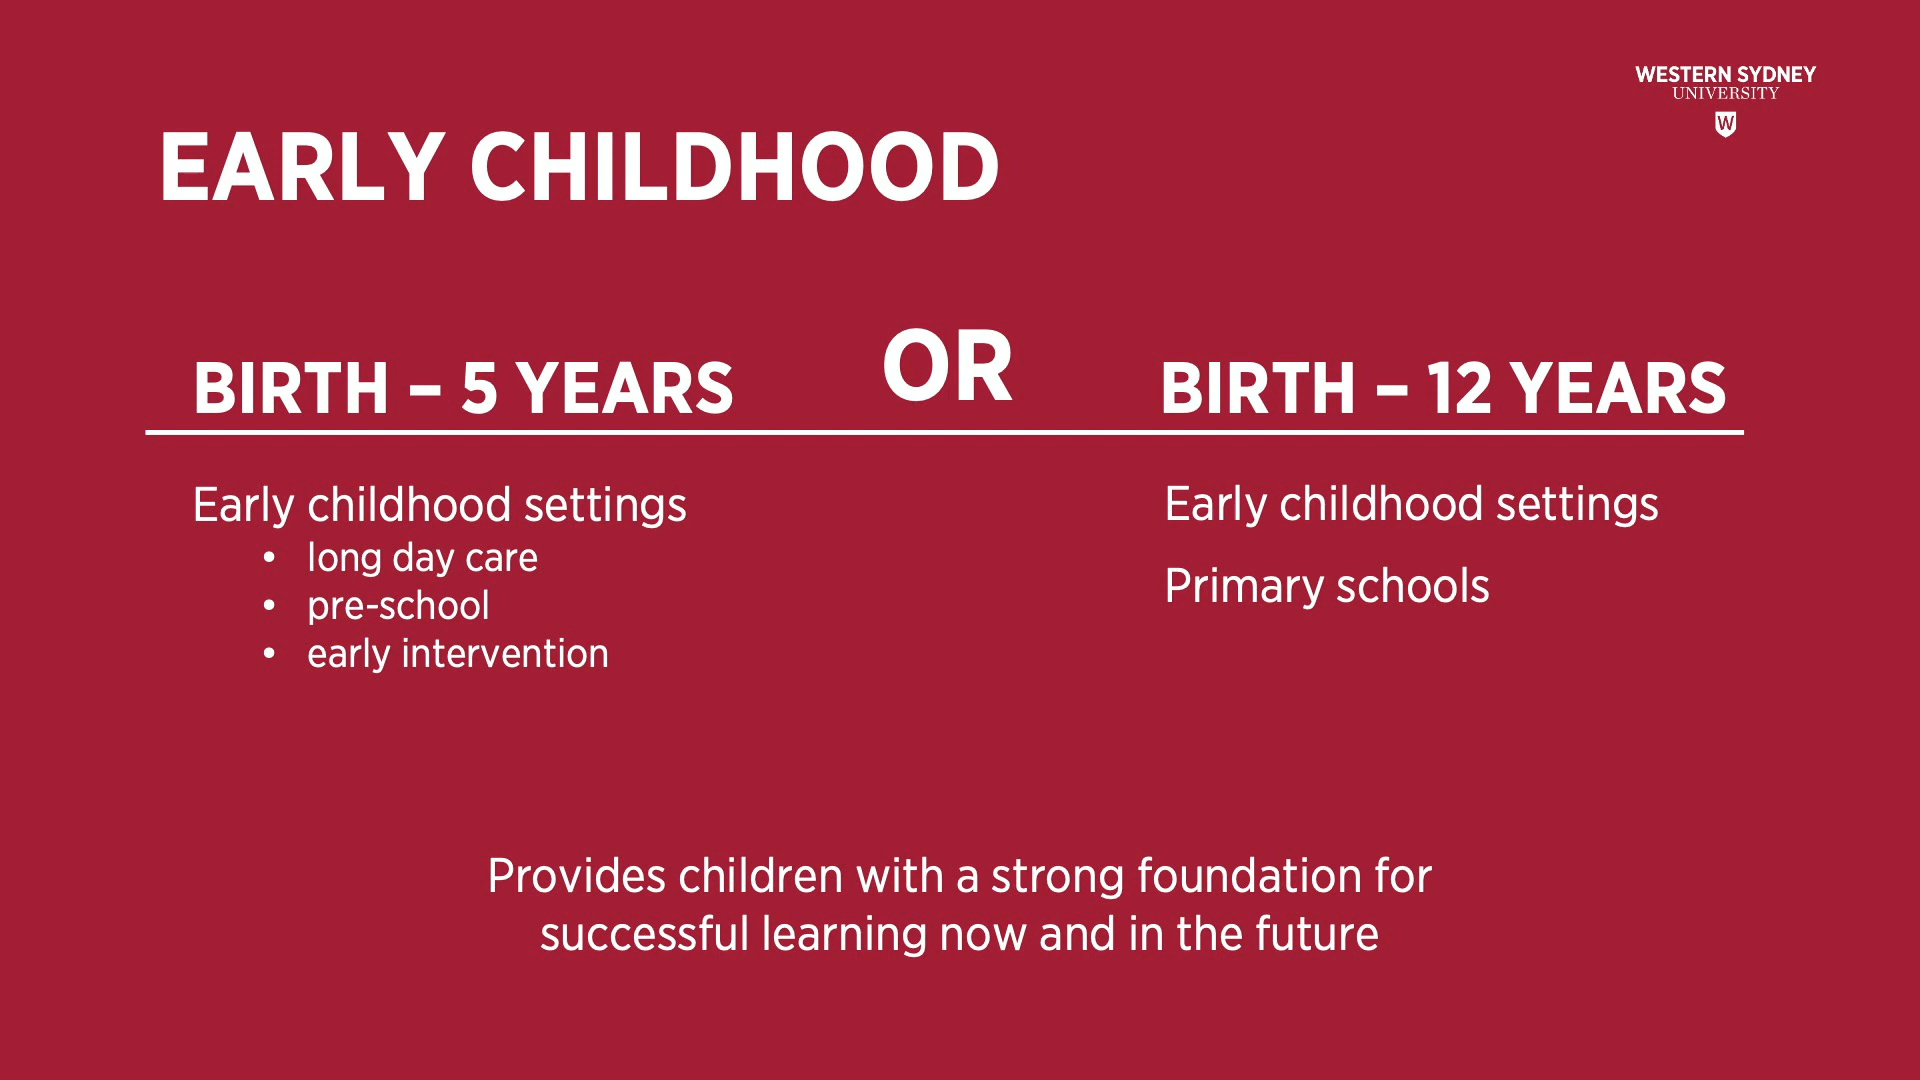 WESTERN SYDNEY
UNIVERSITY
W
EARLY CHILDHOOD
BIRTH – 5 YEARS
OR
BIRTH – 12 YEARS
Early childhood settings
• long day care
• pre-school
• early intervention
Early childhood settings
Primary schools
Provides children with a strong foundation for
successful learning now and in the future